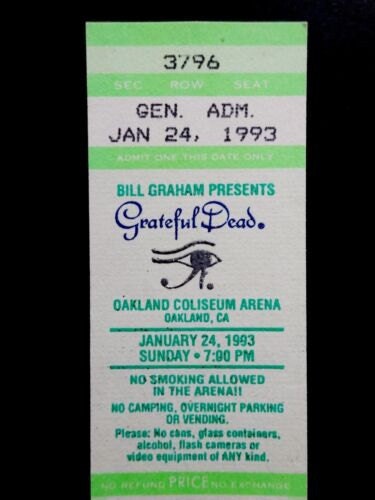 3796
SEC ROW SEAT
GEN. ADM.
JAN 24, 1993
ADMIT ONE THIS DATE ONLY
BILL GRAHAM PRESENTS
Grateful Dead.
OAKLAND COLISEUM ARENA
OAKLAND, CA
JANUARY 24, 1993
SUNDAY • 7:00 PM
NO SMOKING ALLOWED
IN THE ARENA!!
NO CAMPING, OVERNIGHT PARKING
OR VENDING.
Please: No cans, glass containers,
alcohol, flash cameras or
video equipment of ANY kind.
NO REFUND PRICE NO EXCHANGE